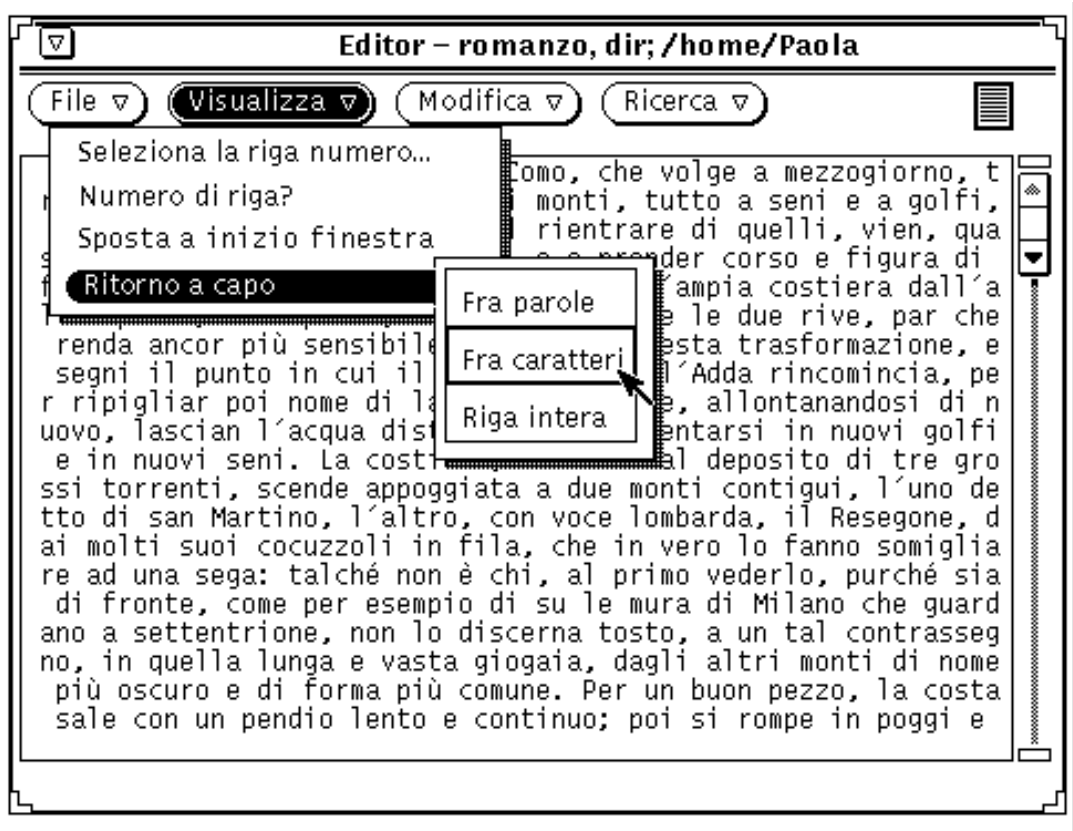 Editor – romanzo, dir; /home/Paola
File Visualizza Modifica Ricerca
Seleziona la riga numero...
Numero di riga?
Sposta a inizio finestra
Ritorno a capo
Fra parole
Fra caratteri
Riga intera
Como, che volge a mezzogiorno, t
monti, tutto a seni e a golfi,
rientrare di quelli, vien, qua
prender corso e figura di
´ampia costiera dall´a
e le due rive, par che
renda ancor più sensibile esta trasformazione, e
segni il punto in cui il l´Adda rincomincia, pe
r ripigliar poi nome di la e, allontanandosi di n
uovo, lascian l´acqua dist entarsi in nuovi golfi
e in nuovi seni. La costi al deposito di tre gro
ssi torrenti, scende appoggiata a due monti contigui, l´uno de
tto di san Martino, l´altro, con voce lombarda, il Resegone, d
ai molti suoi cocuzzoli in fila, che in vero lo fanno somiglia
re ad una sega: talché non è chi, al primo vederlo, purché sia
di fronte, come per esempio di su le mura di Milano che guard
ano a settentrione, non lo discerna tosto, a un tal contrasseg
no, in quella lunga e vasta giogaia, dagli altri monti di nome
più oscuro e di forma più comune. Per un buon pezzo, la costa
sale con un pendio lento e continuo; poi si rompe in poggi e